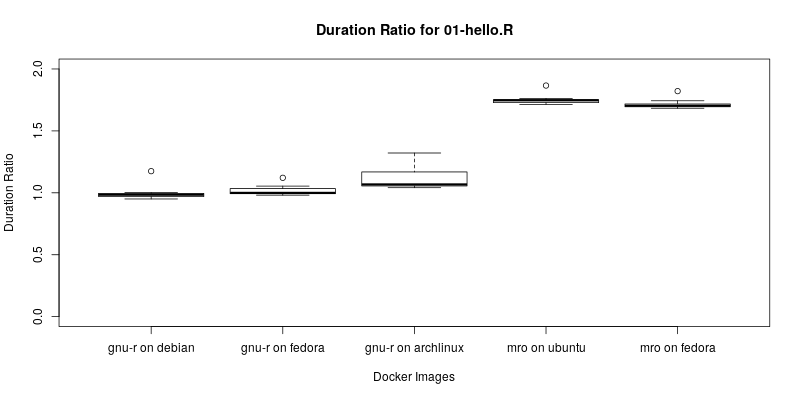 Duration Ratio for 01-hello.R
2.0
1.5
1.0
0.5
0.0
Duration Ratio
gnu-r on debian
gnu-r on fedora
gnu-r on archlinux
mro on ubuntu
mro on fedora
Docker Images